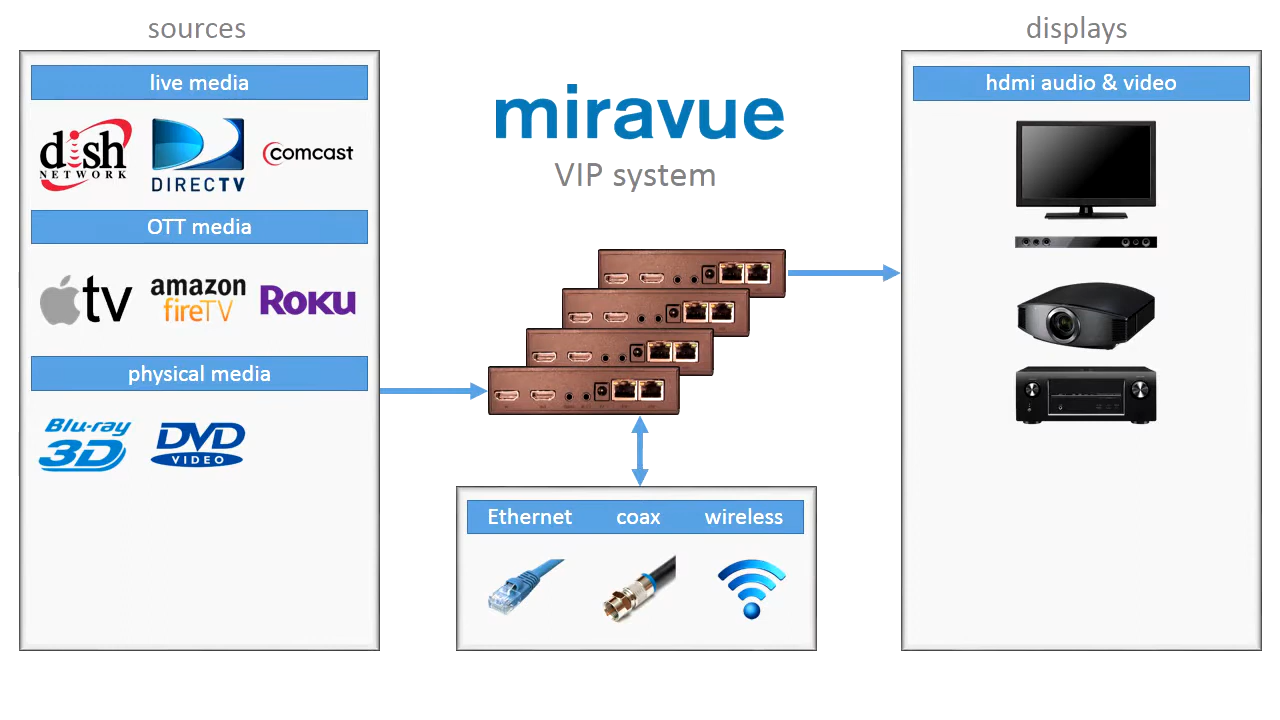 sources
displays
live media
hdmi audio & video
miravue
VIP system
dish
NETWORK
DIRECTV
comcast
OTT media
tv
amazon
fireTV
ROKU
physical media
Blu-ray
3D
DVD
VIDEO
Ethernet coax wireless